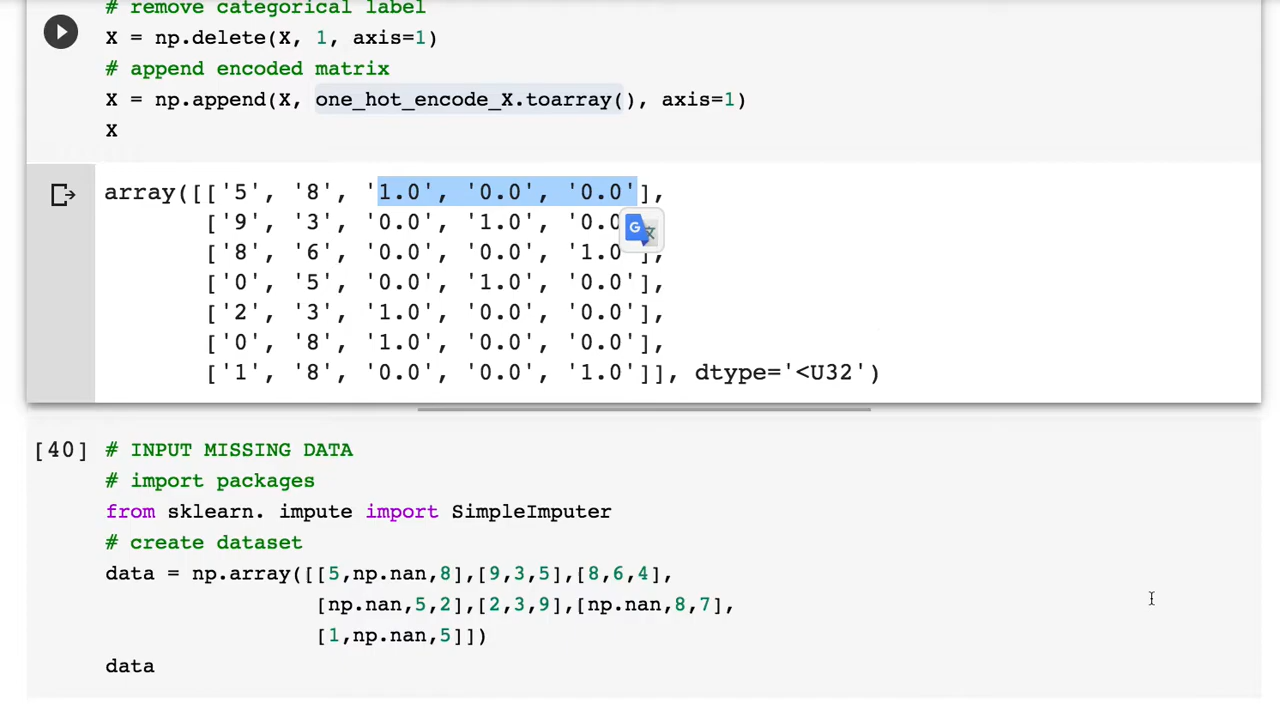 # remove categorical label
X = np.delete(X, 1, axis=1)
# append encoded matrix
X = np.append(X, one_hot_encode_X.toarray(), axis=1)
X
array([['5', '8', '1.0', '0.0', '0.0'],
['9', '3', '0.0', '1.0', '0.0
['8', '6', '0.0', '0.0', '1.0'],
['0', '5', '0.0', '1.0', '0.0'],
['2', '3', '1.0', '0.0', '0.0'],
['0', '8', '1.0', '0.0', '0.0'],
['1', '8', '0.0', '0.0', '1.0']], dtype='<U32')
[40] # INPUT MISSING DATA
# import packages
from sklearn. impute import SimpleImputer
# create dataset
data = np.array([[5,np.nan,8],[9,3,5],[8,6,4],
[np.nan,5,2],[2,3,9],[np.nan,8,7],
[1,np.nan,5]])
data